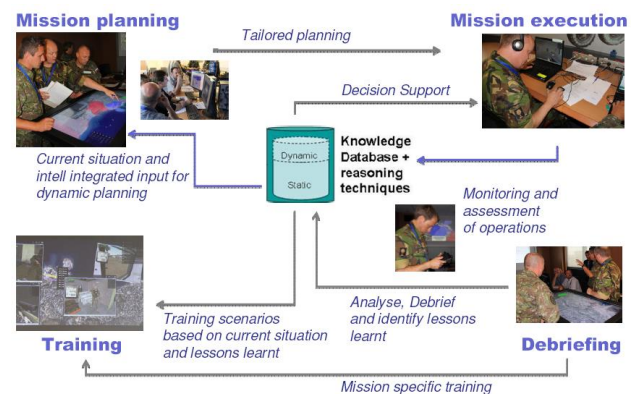 Mission planning
Mission execution
Tailored planning
Decision Support
Dynamic
Static
Knowledge
Database +
reasoning
techniques
Current situation and
intell integrated input for
dynamic planning
Monitoring and
assessment
of operations
Training scenarios
based on current situation
and lessons learnt
Analyse, Debrief
and identify lessons
learnt
Training
Debriefing
Mission specific training